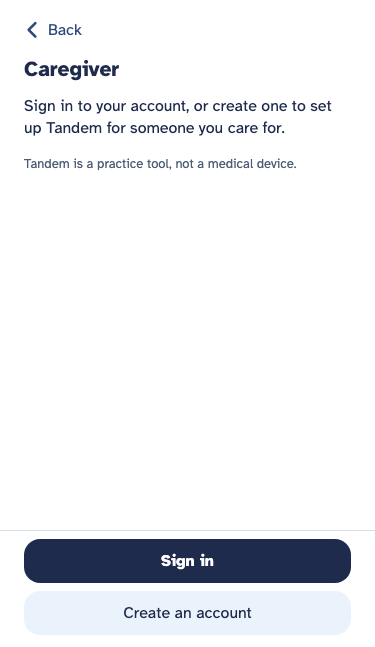 Back
Caregiver
Sign in to your account, or create one to set
up Tandem for someone you care for.
Tandem is a practice tool, not a medical device.
Sign in
Create an account